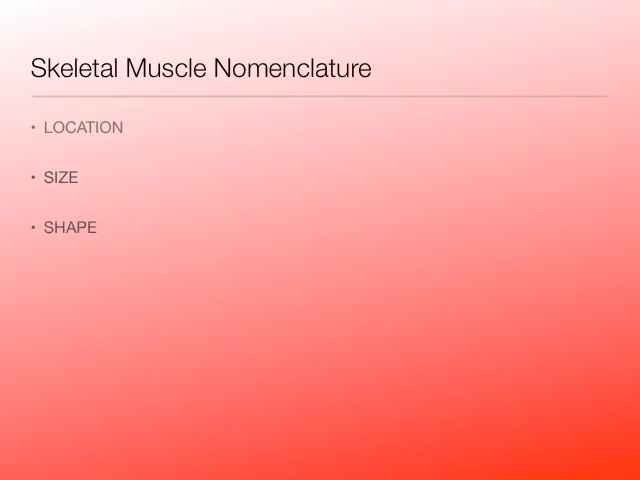 Skeletal Muscle Nomenclature
• LOCATION
• SIZE
• SHAPE